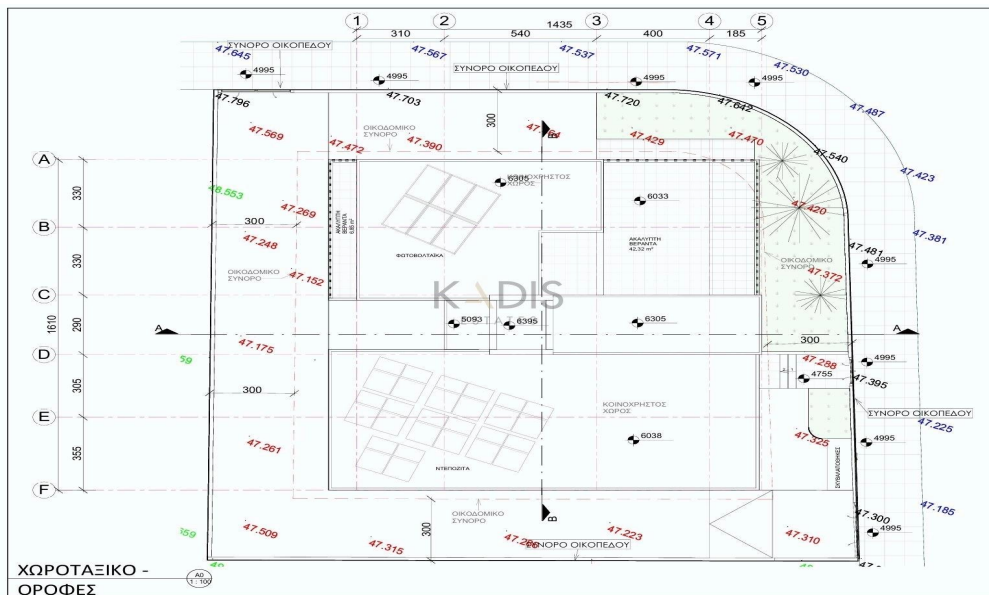 1435
1 2 3 4 5
310 540 400 185
47.645 47.567 47.537 47.571 47.530
ΣΥΝΟΡΟ ΟΙΚΟΠΕΔΟΥ
ΣΥΝΟΡΟ ΟΙΚΟΠΕΔΟΥ
4995 4995 4995 4995
47.487
47.796 47.703 47.720 47.642
47.569 47.472 47.390 47.429 47.470 47.540
ΟΙΚΟΔΟΜΙΚΟ
ΣΥΝΟΡΟ
300
B
A
47.423
330
6305
ΚΟΙΝΟΧΡΗΣΤΟΣ
ΧΩΡΟΣ
6033
48.553
47.269
47.420
300
ΑΚΑΛΥΠΤΗ
ΒΕΡΑΝΤΑ
B
47.248
ΑΚΑΛΥΠΤΗ
ΒΕΡΑΝΤΑ
42,32 m²
47.481
47.381
330
ΦΩΤΟΒΟΛΤΑΪΚΑ
4995
ΟΙΚΟΔΟΜΙΚΟ
ΣΥΝΟΡΟ
47.152
ΟΙΚΟΔΟΜΙΚΟ
ΣΥΝΟΡΟ
47.372
C
KADIS
ESTATES
1610
290
5093 6395 6305
A A
47.175
300
D
47.288
4995
4755
47.395
305
300
ΚΟΙΝΟΧΡΗΣΤΟΣ
ΧΩΡΟΣ
ΣΥΝΟΡΟ ΟΙΚΟΠΕΔΟΥ
E
47.225
47.261
6038
47.325
4995
355
ΝΤΕΠΟΖΙΤΑ
ΣΚΥΒΑΛΑΠΟΘΗΚΕΣ
F
47.185
ΟΙΚΟΔΟΜΙΚΟ
ΣΥΝΟΡΟ
B
47.300
4995
300
47.509 47.315 47.223 47.310
ΣΥΝΟΡΟ ΟΙΚΟΠΕΔΟΥ
ΧΩΡΟΤΑΞΙΚΟ -
ΟΡΟΦΕΣ
A0
1 : 100